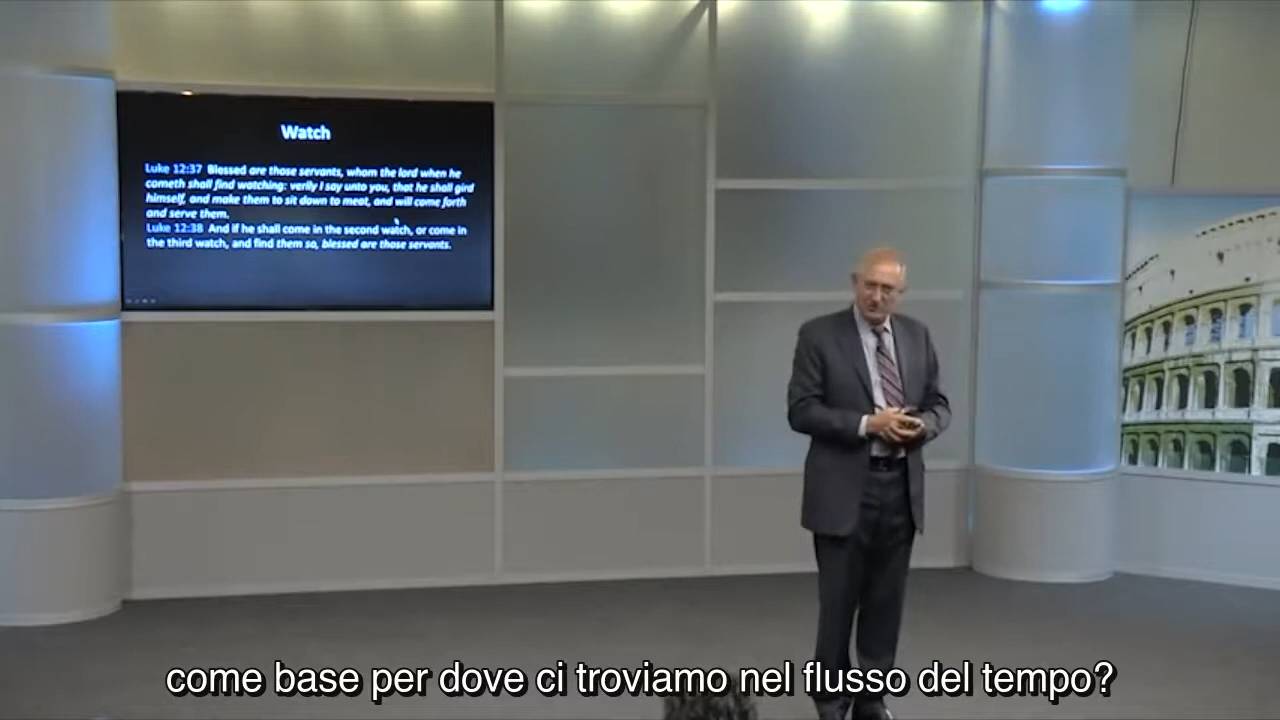 Watch
Luke 12:37 Blessed are those servants, whom the lord when he
cometh shall find watching: verily I say unto you, that he shall gird
himself, and make them to sit down to meat, and will come forth
and serve them.
Luke 12:38 And if he shall come in the second watch, or come in
the third watch, and find them so, blessed are those servants.
come base per dove ci troviamo nel flusso del tempo?